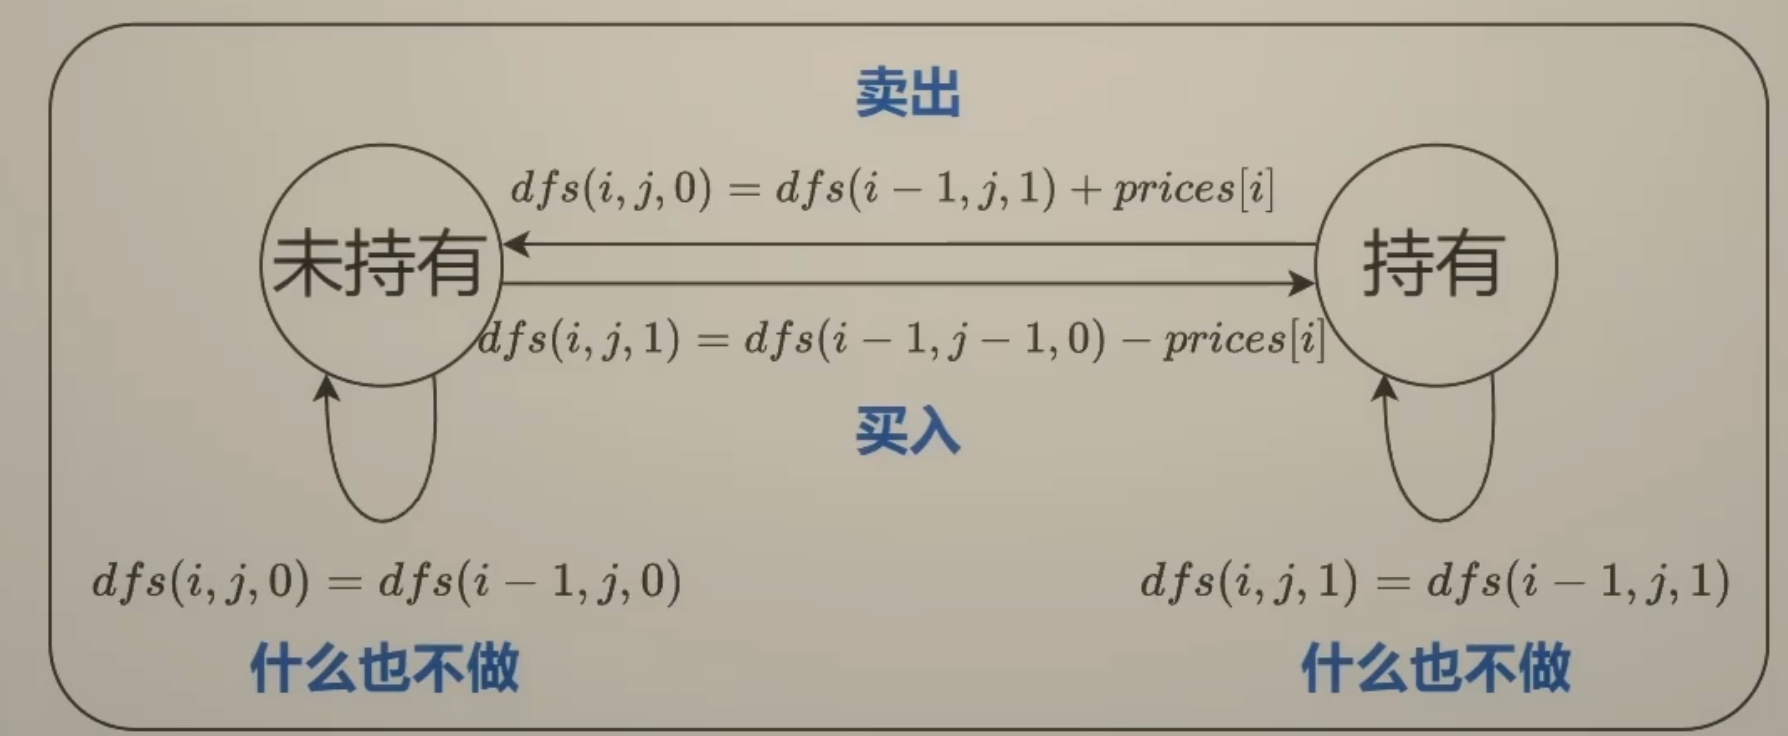 卖出
dfs(i, j, 0) = dfs(i − 1, j, 1) + prices[i]
未持有
持有
dfs(i, j, 1) = dfs(i − 1, j − 1, 0) − prices[i]
买入
dfs(i, j, 0) = dfs(i − 1, j, 0)
dfs(i, j, 1) = dfs(i − 1, j, 1)
什么也不做
什么也不做